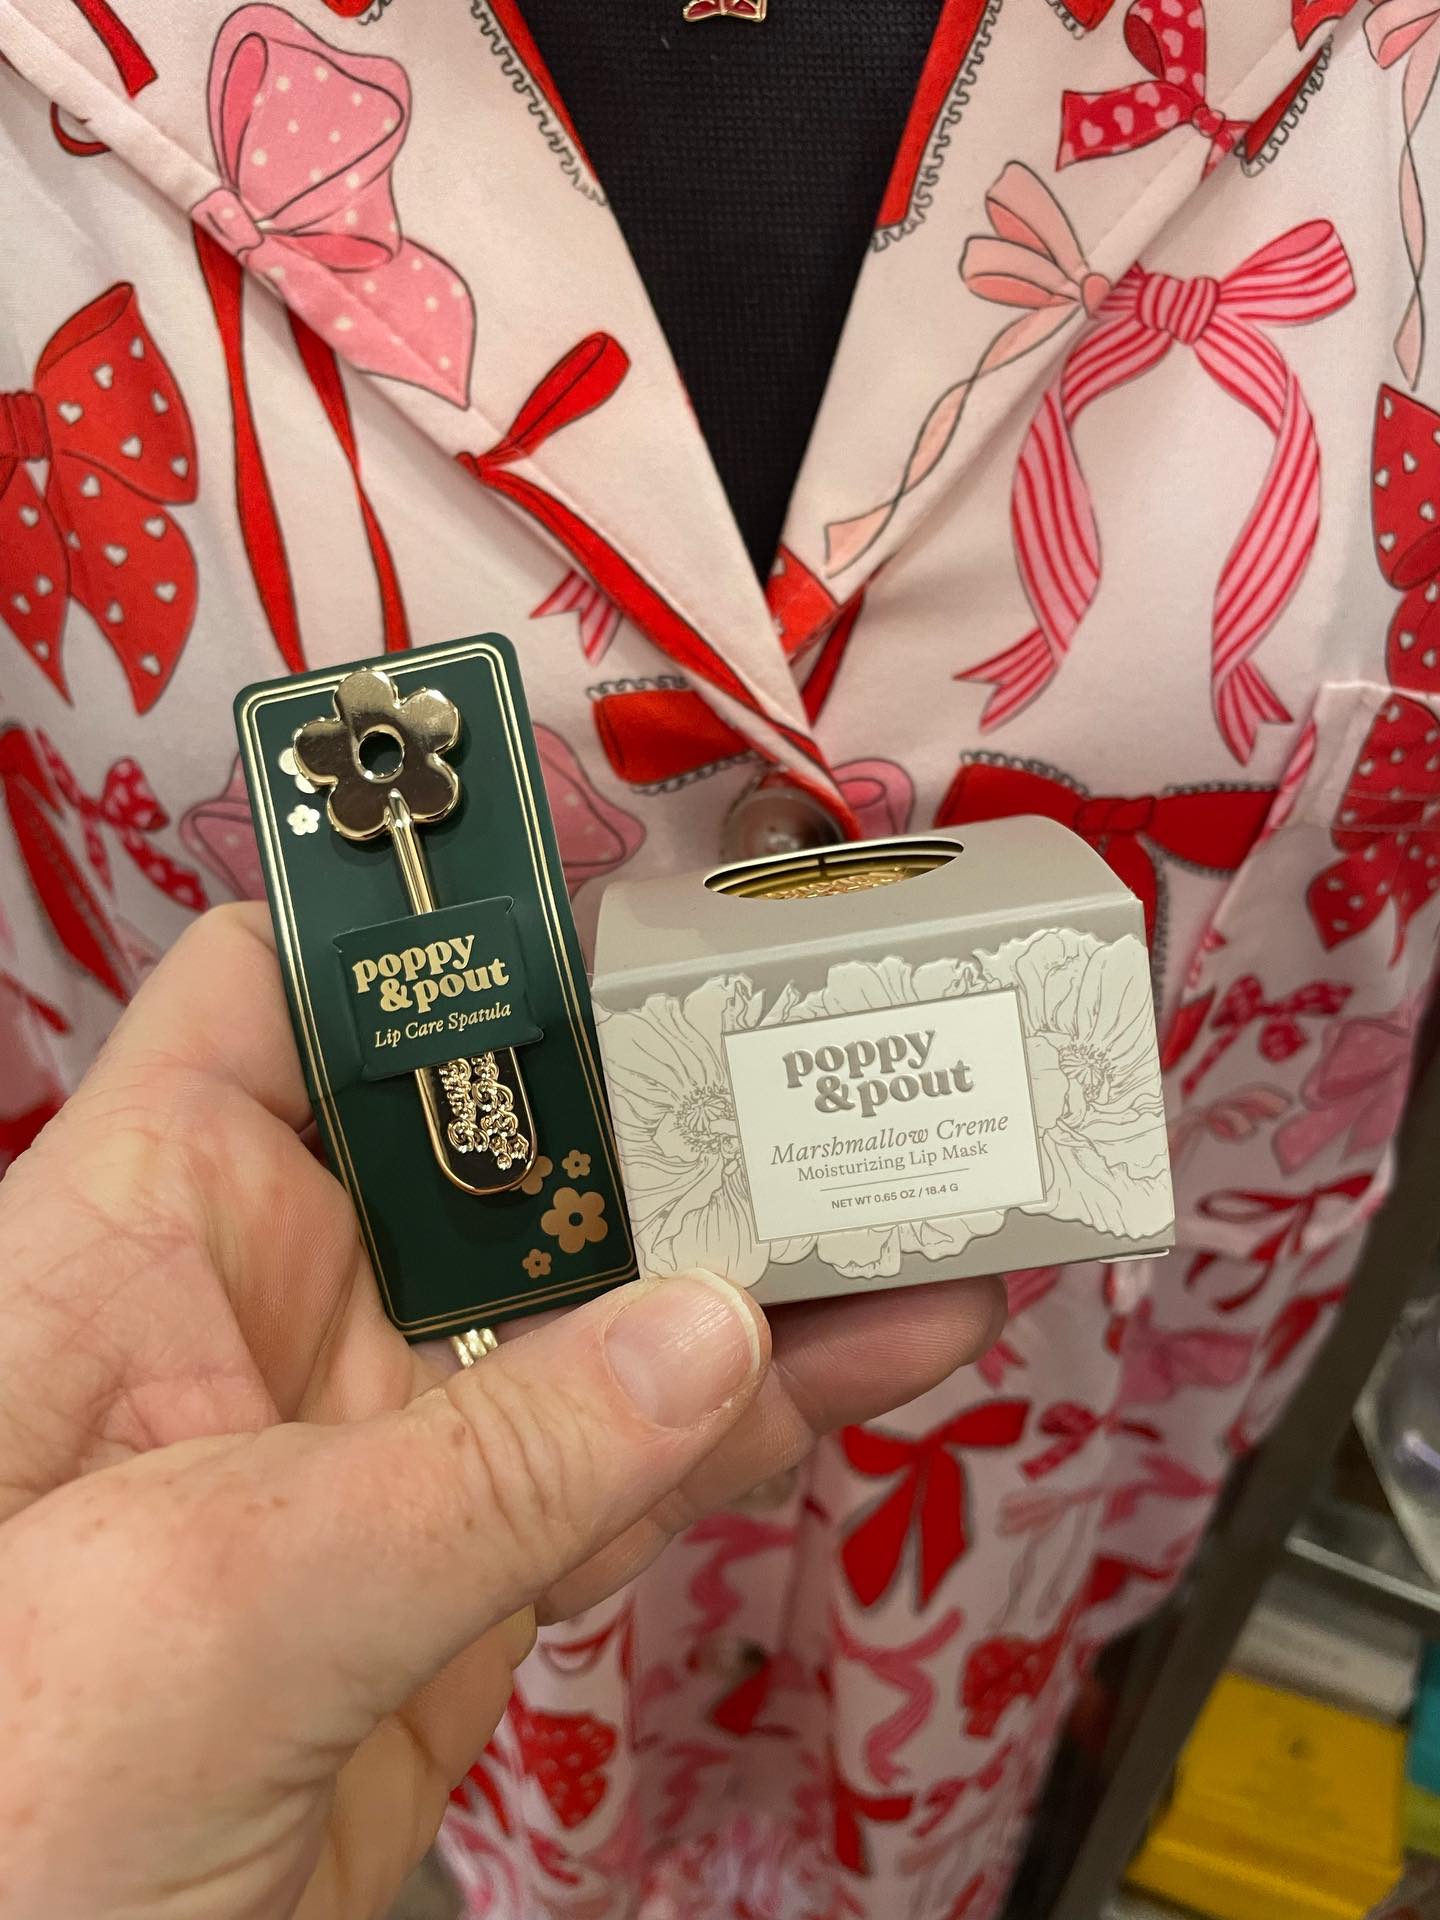 poppy
&pout
Lip Care Spatula
poppy
&pout
Marshmallow Creme
Moisturizing Lip Mask
NET WT 0.65 OZ / 18.4 G